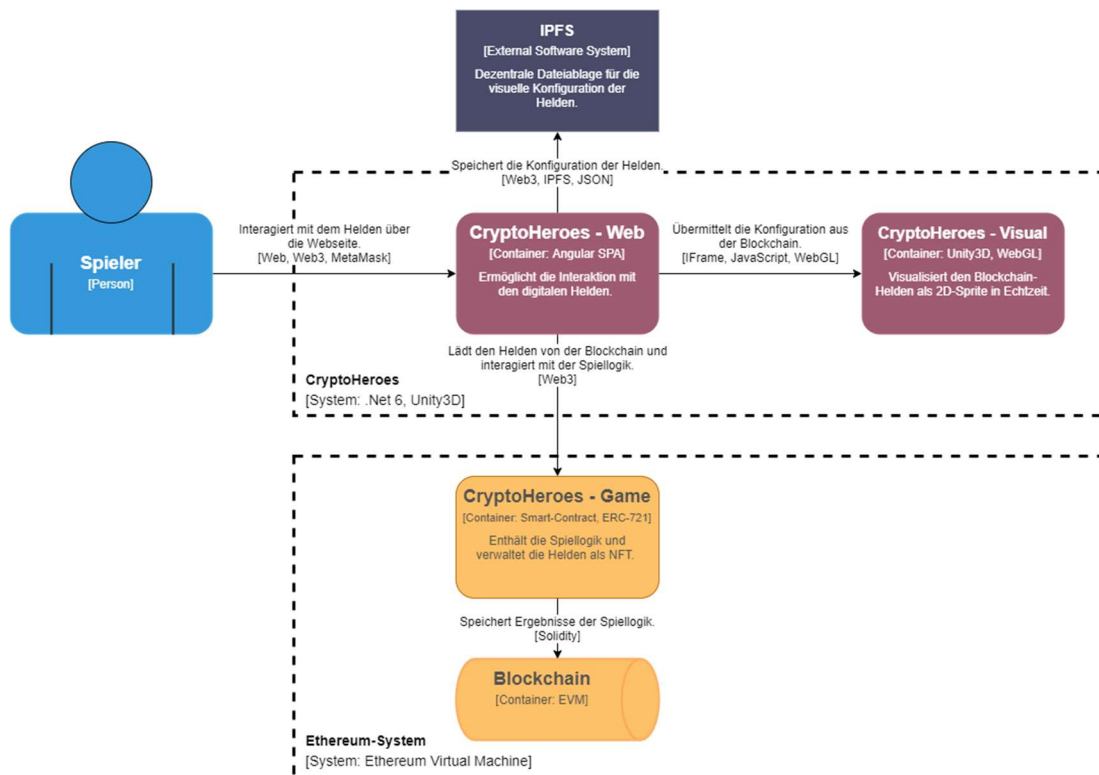 IPFS
[External Software System]
Dezentrale Dateiablage für die
visuelle Konfiguration der
Helden.
Speichert die Konfiguration der Helden.
[Web3, IPFS, JSON]
Spieler
[Person]
Interagiert mit dem Helden über
die Webseite.
[Web, Web3, MetaMask]
CryptoHeroes - Web
[Container: Angular SPA]
Ermöglicht die Interaktion mit
den digitalen Helden.
Übermittelt die Konfiguration aus
der Blockchain.
[IFrame, JavaScript, WebGL]
CryptoHeroes - Visual
[Container: Unity3D, WebGL]
Visualisiert den Blockchain-
Helden als 2D-Sprite in Echtzeit.
Lädt den Helden von der Blockchain und
interagiert mit der Spiellogik.
[Web3]
CryptoHeroes
[System: .Net 6, Unity3D]
CryptoHeroes - Game
[Container: Smart-Contract, ERC-721]
Enthält die Spiellogik und
verwaltet die Helden als NFT.
Speichert Ergebnisse der Spiellogik.
[Solidity]
Blockchain
[Container: EVM]
Ethereum-System
[System: Ethereum Virtual Machine]